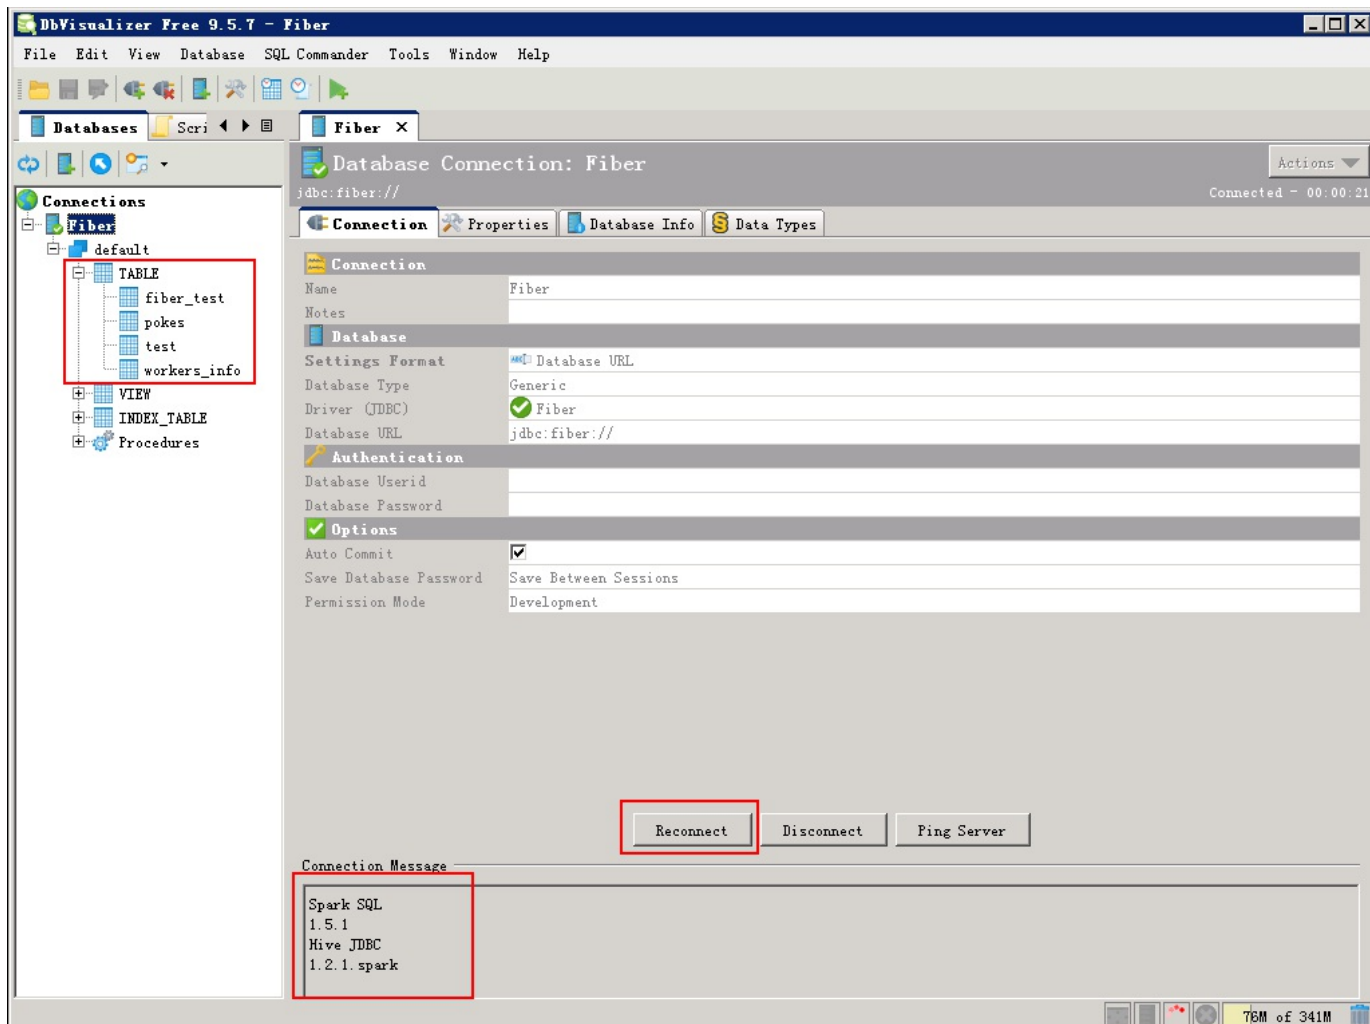 DbVisualizer Free 9.5.7 - Fiber
File Edit View Database SQL Commander Tools Window Help
Databases Scri
Connections
Fiber
default
TABLE
fiber_test
pokes
test
workers_info
VIEW
INDEX_TABLE
Procedures
Fiber X
Database Connection: Fiber
Actions
jdbc:fiber://
Connected - 00:00:21
Connection Properties Database Info Data Types
Connection
Name Fiber
Notes
Database
Settings Format Database URL
Database Type Generic
Driver (JDBC) Fiber
Database URL jdbc:fiber://
Authentication
Database Userid
Database Password
Options
Auto Commit
Save Database Password Save Between Sessions
Permission Mode Development
Reconnect Disconnect Ping Server
Connection Message
Spark SQL
1.5.1
Hive JDBC
1.2.1.spark
76M of 341M